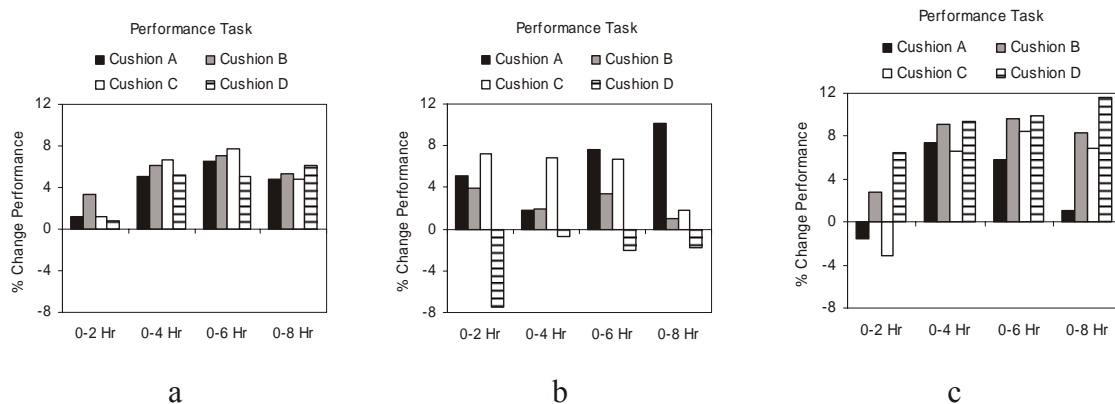 Performance Task
Cushion A Cushion B
Cushion C Cushion D
% Change Performance
12
8
4
0
-4
-8
0-2 Hr 0-4 Hr 0-6 Hr 0-8 Hr
a
Performance Task
Cushion A Cushion B
Cushion C Cushion D
% Change Performance
12
8
4
0
-4
-8
0-2 Hr 0-4 Hr 0-6 Hr 0-8 Hr
b
Performance Task
Cushion A Cushion B
Cushion C Cushion D
% Change Performance
12
8
4
0
-4
-8
0-2 Hr 0-4 Hr 0-6 Hr 0-8 Hr
c